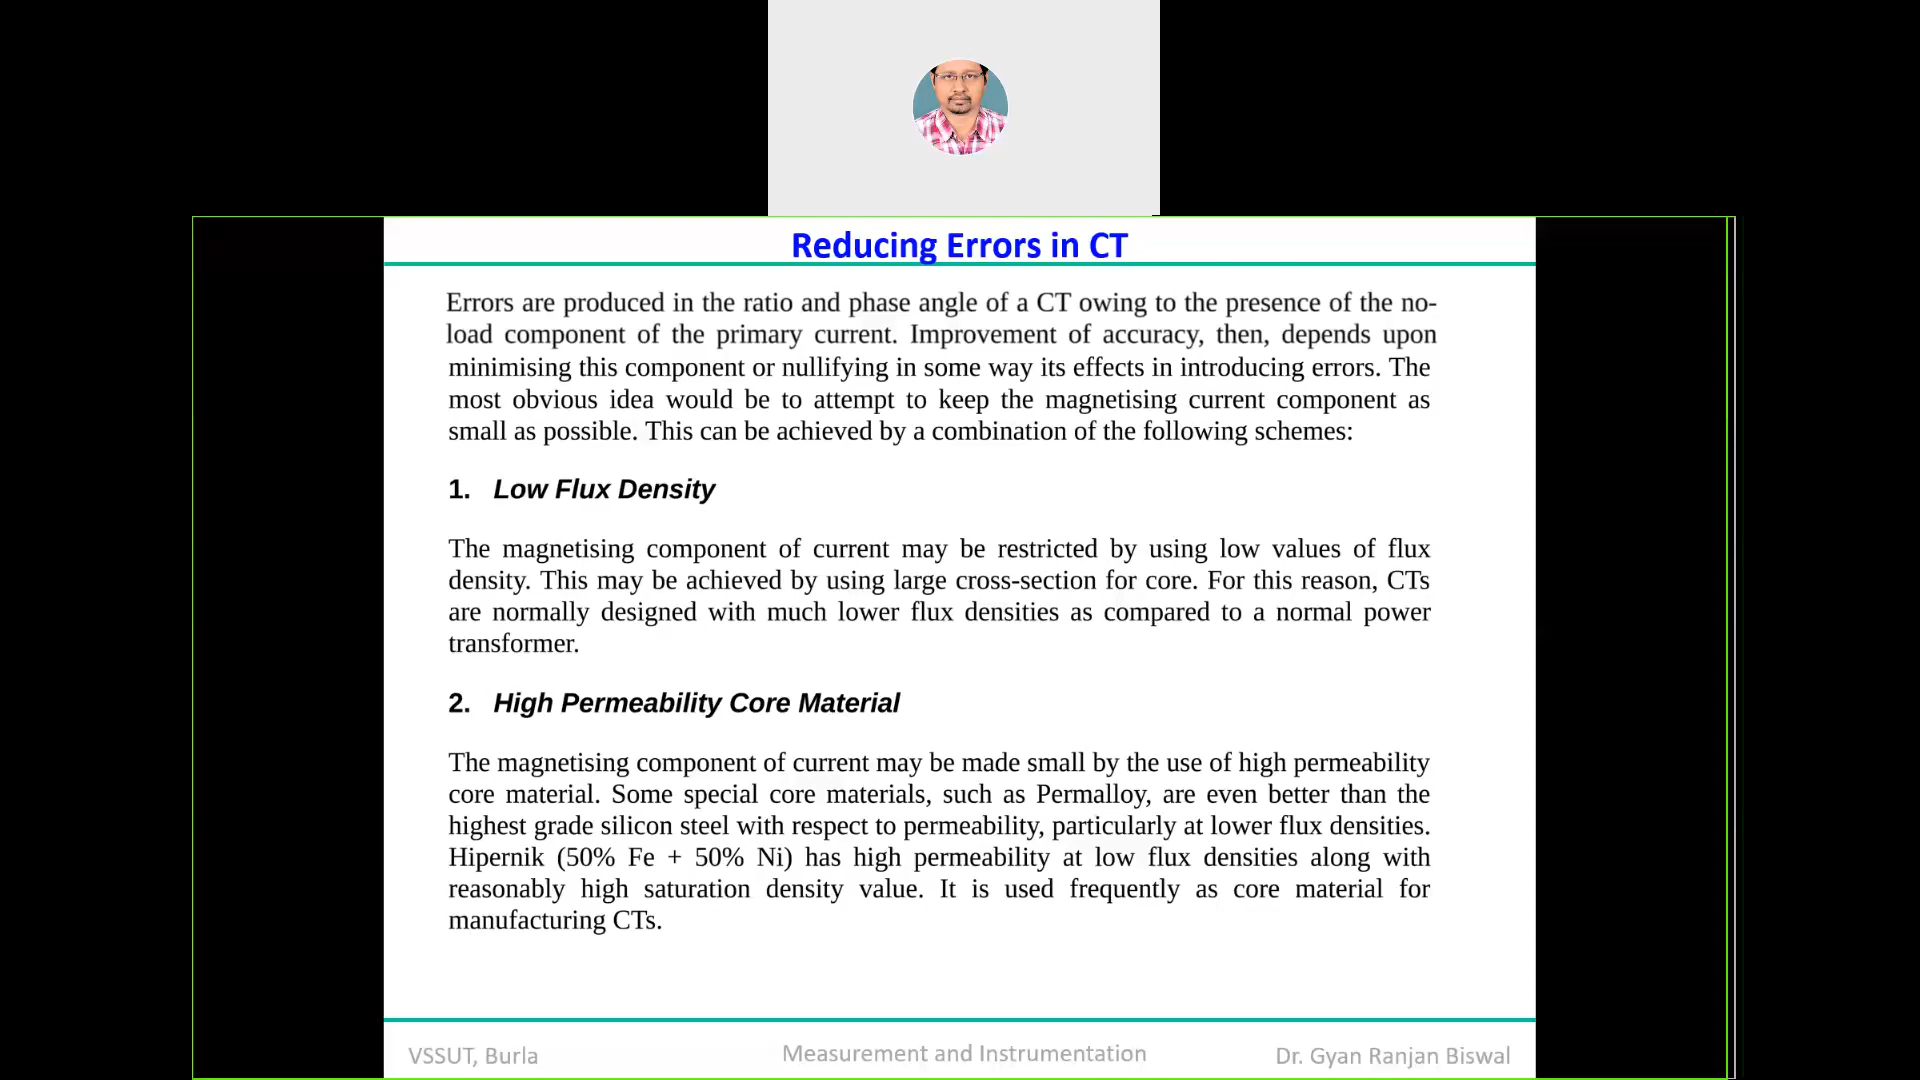 Reducing Errors in CT
Errors are produced in the ratio and phase angle of a CT owing to the presence of the no-
load component of the primary current. Improvement of accuracy, then, depends upon
minimising this component or nullifying in some way its effects in introducing errors. The
most obvious idea would be to attempt to keep the magnetising current component as
small as possible. This can be achieved by a combination of the following schemes:
1. Low Flux Density
The magnetising component of current may be restricted by using low values of flux
density. This may be achieved by using large cross-section for core. For this reason, CTs
are normally designed with much lower flux densities as compared to a normal power
transformer.
2. High Permeability Core Material
The magnetising component of current may be made small by the use of high permeability
core material. Some special core materials, such as Permalloy, are even better than the
highest grade silicon steel with respect to permeability, particularly at lower flux densities.
Hipernik (50% Fe + 50% Ni) has high permeability at low flux densities along with
reasonably high saturation density value. It is used frequently as core material for
manufacturing CTs.
VSSUT, Burla
Measurement and Instrumentation
Dr. Gyan Ranjan Biswal